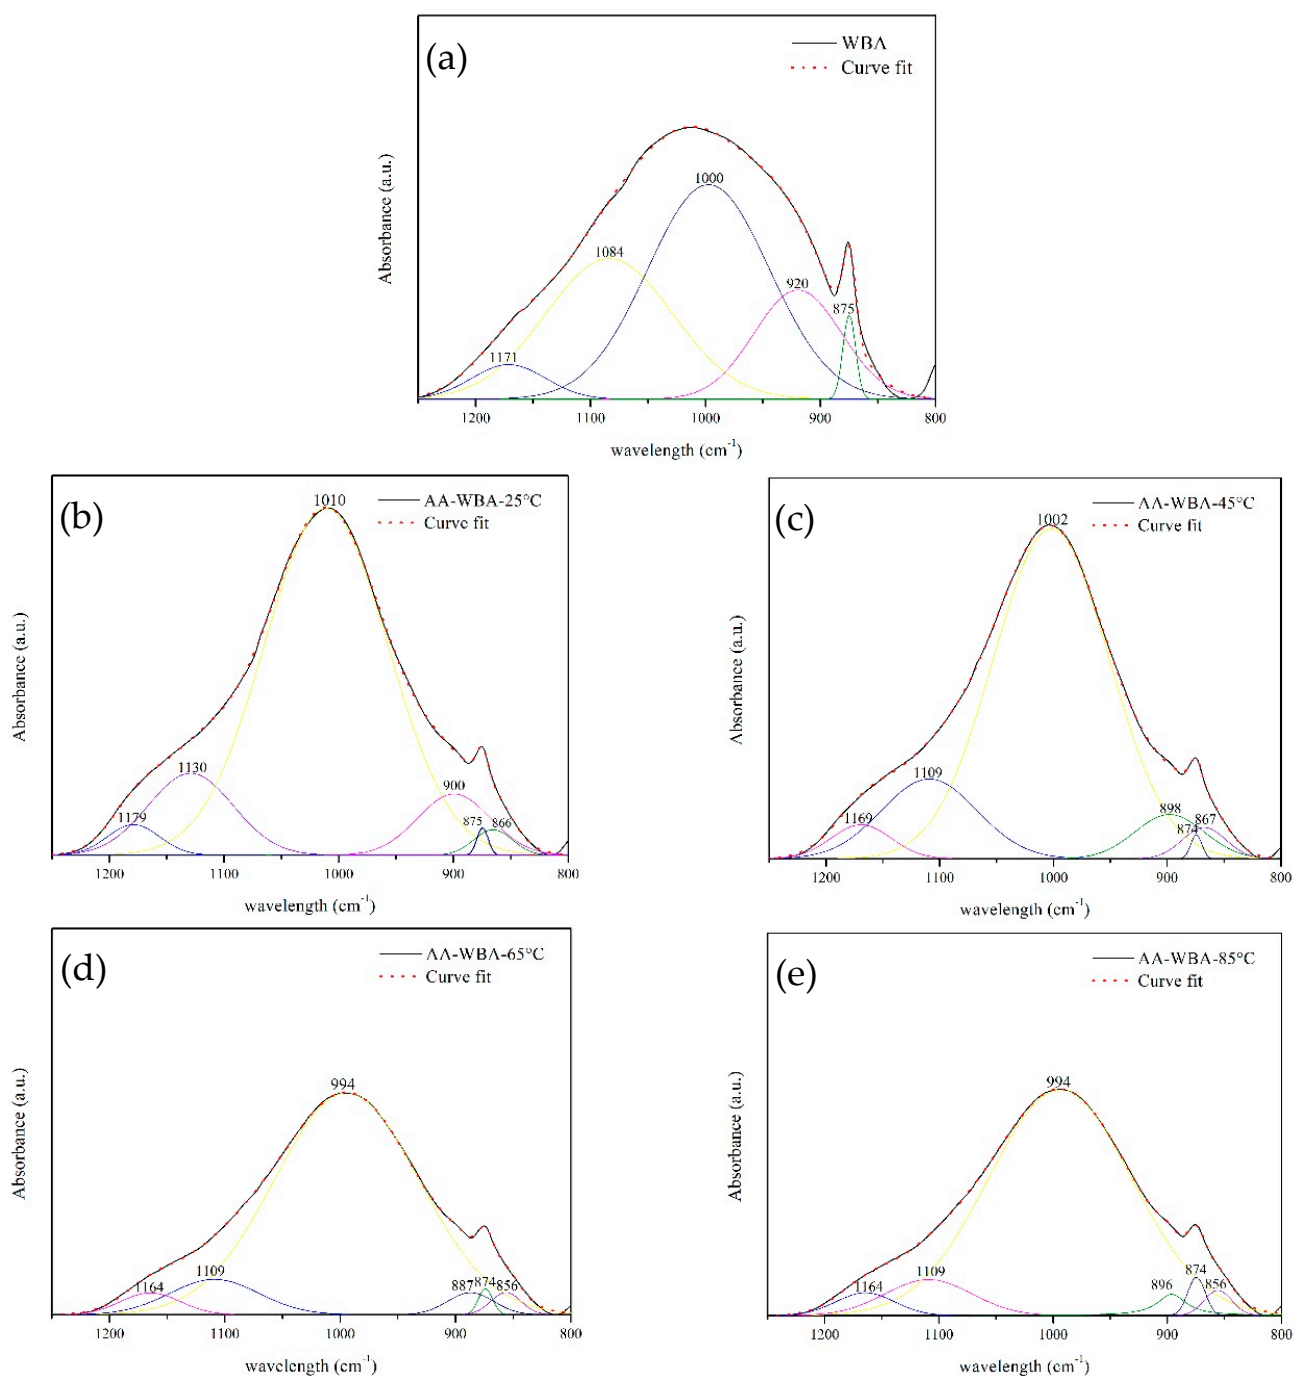 (a)
WBA
Curve fit
1000
1084
920
875
1171
Absorbance (a.u.)
1200 1100 1000 900 800
wavelength (cm-1)
(b)
AA-WBA-25°C
Curve fit
1010
1130
900
1179
875
866
Absorbance (a.u.)
1200 1100 1000 900 800
wavelength (cm-1)
(c)
AA-WBA-45°C
Curve fit
1002
1109
1169
898
867
874
Absorbance (a.u.)
1200 1100 1000 900 800
wavelength (cm-1)
(d)
AA-WBA-65°C
Curve fit
994
1109
1164
887
874
856
Absorbance (a.u.)
1200 1100 1000 900 800
wavelength (cm-1)
(e)
AA-WBA-85°C
Curve fit
994
1109
1164
896
874
856
Absorbance (a.u.)
1200 1100 1000 900 800
wavelength (cm-1)